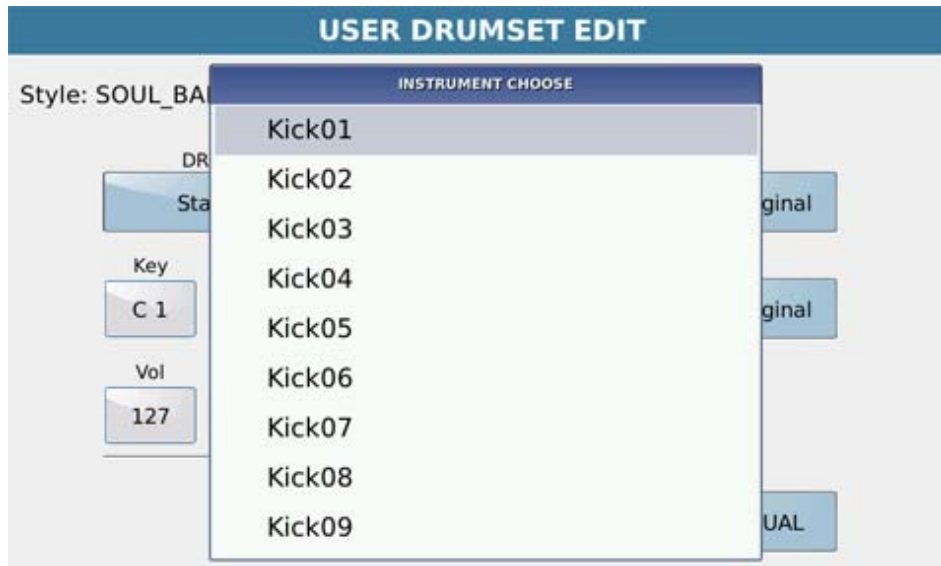 USER DRUMSET EDIT
INSTRUMENT CHOOSE
Style: SOUL_BA
Kick01
DR
Kick02
Sta
ginal
Kick03
Key
Kick04
C 1
ginal
Kick05
Vol
Kick06
127
Kick07
Kick08
Kick09
UAL